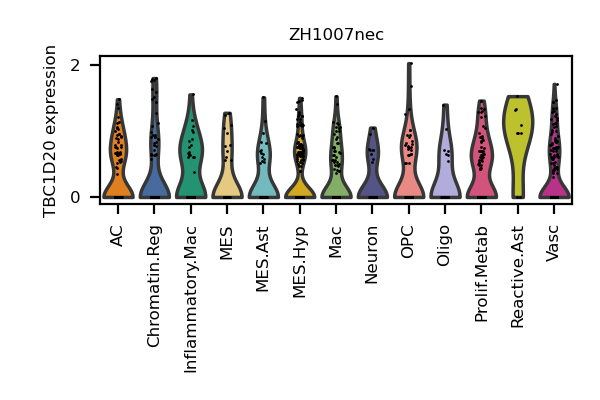 ZH1007nec
TBC1D20 expression
2
0
AC
Chromatin.Reg
Inflammatory.Mac
MES
MES.Ast
MES.Hyp
Mac
Neuron
OPC
Oligo
Prolif.Metab
Reactive.Ast
Vasc